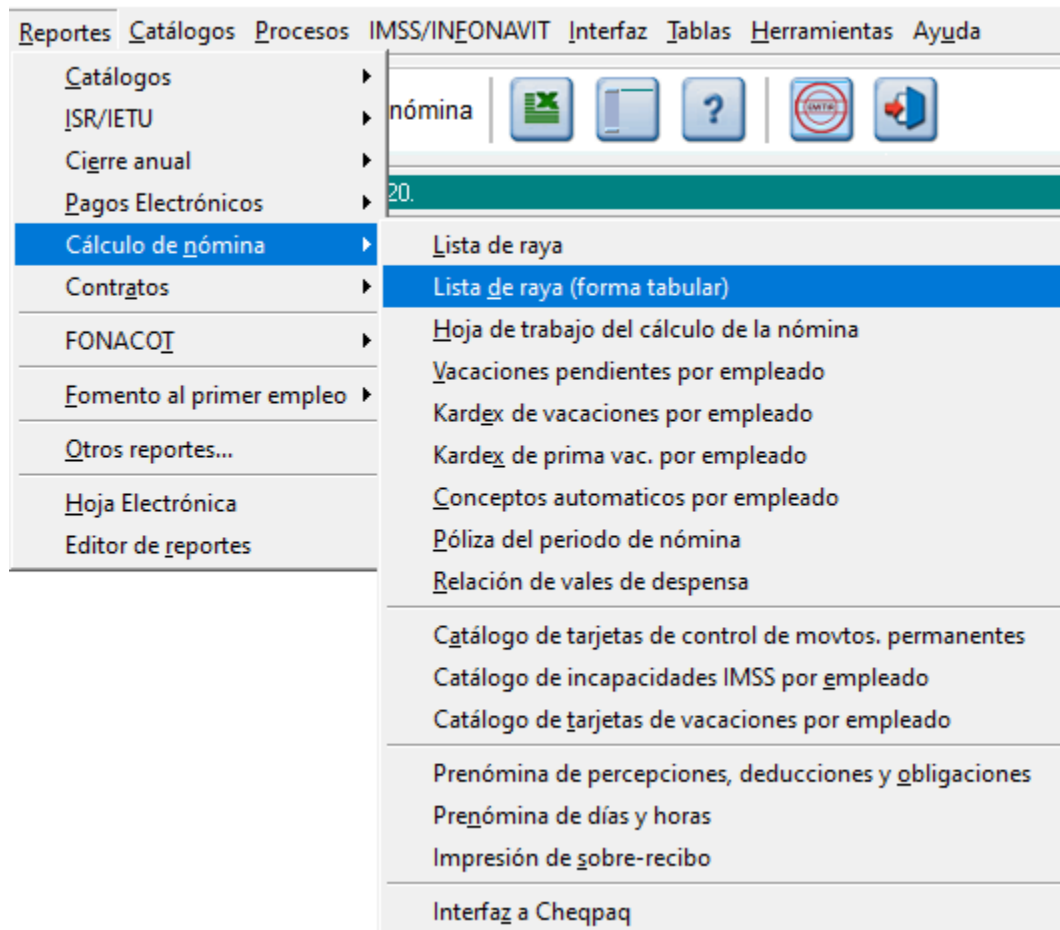 Reportes Catálogos Procesos IMSS/INFONAVIT Interfaz Tablas Herramientas Ayuda
Catálogos
ISR/IETU
Cierre anual
Pagos Electrónicos
Cálculo de nómina
Contratos
FONACOT
Fomento al primer empleo
Otros reportes...
Hoja Electrónica
Editor de reportes
nómina
?
EMITIR
20.
Lista de raya
Lista de raya (forma tabular)
Hoja de trabajo del cálculo de la nómina
Vacaciones pendientes por empleado
Kardex de vacaciones por empleado
Kardex de prima vac. por empleado
Conceptos automaticos por empleado
Póliza del periodo de nómina
Relación de vales de despensa
Catálogo de tarjetas de control de movtos. permanentes
Catálogo de incapacidades IMSS por empleado
Catálogo de tarjetas de vacaciones por empleado
Prenómina de percepciones, deducciones y obligaciones
Prenómina de días y horas
Impresión de sobre-recibo
Interfaz a Cheqpaq